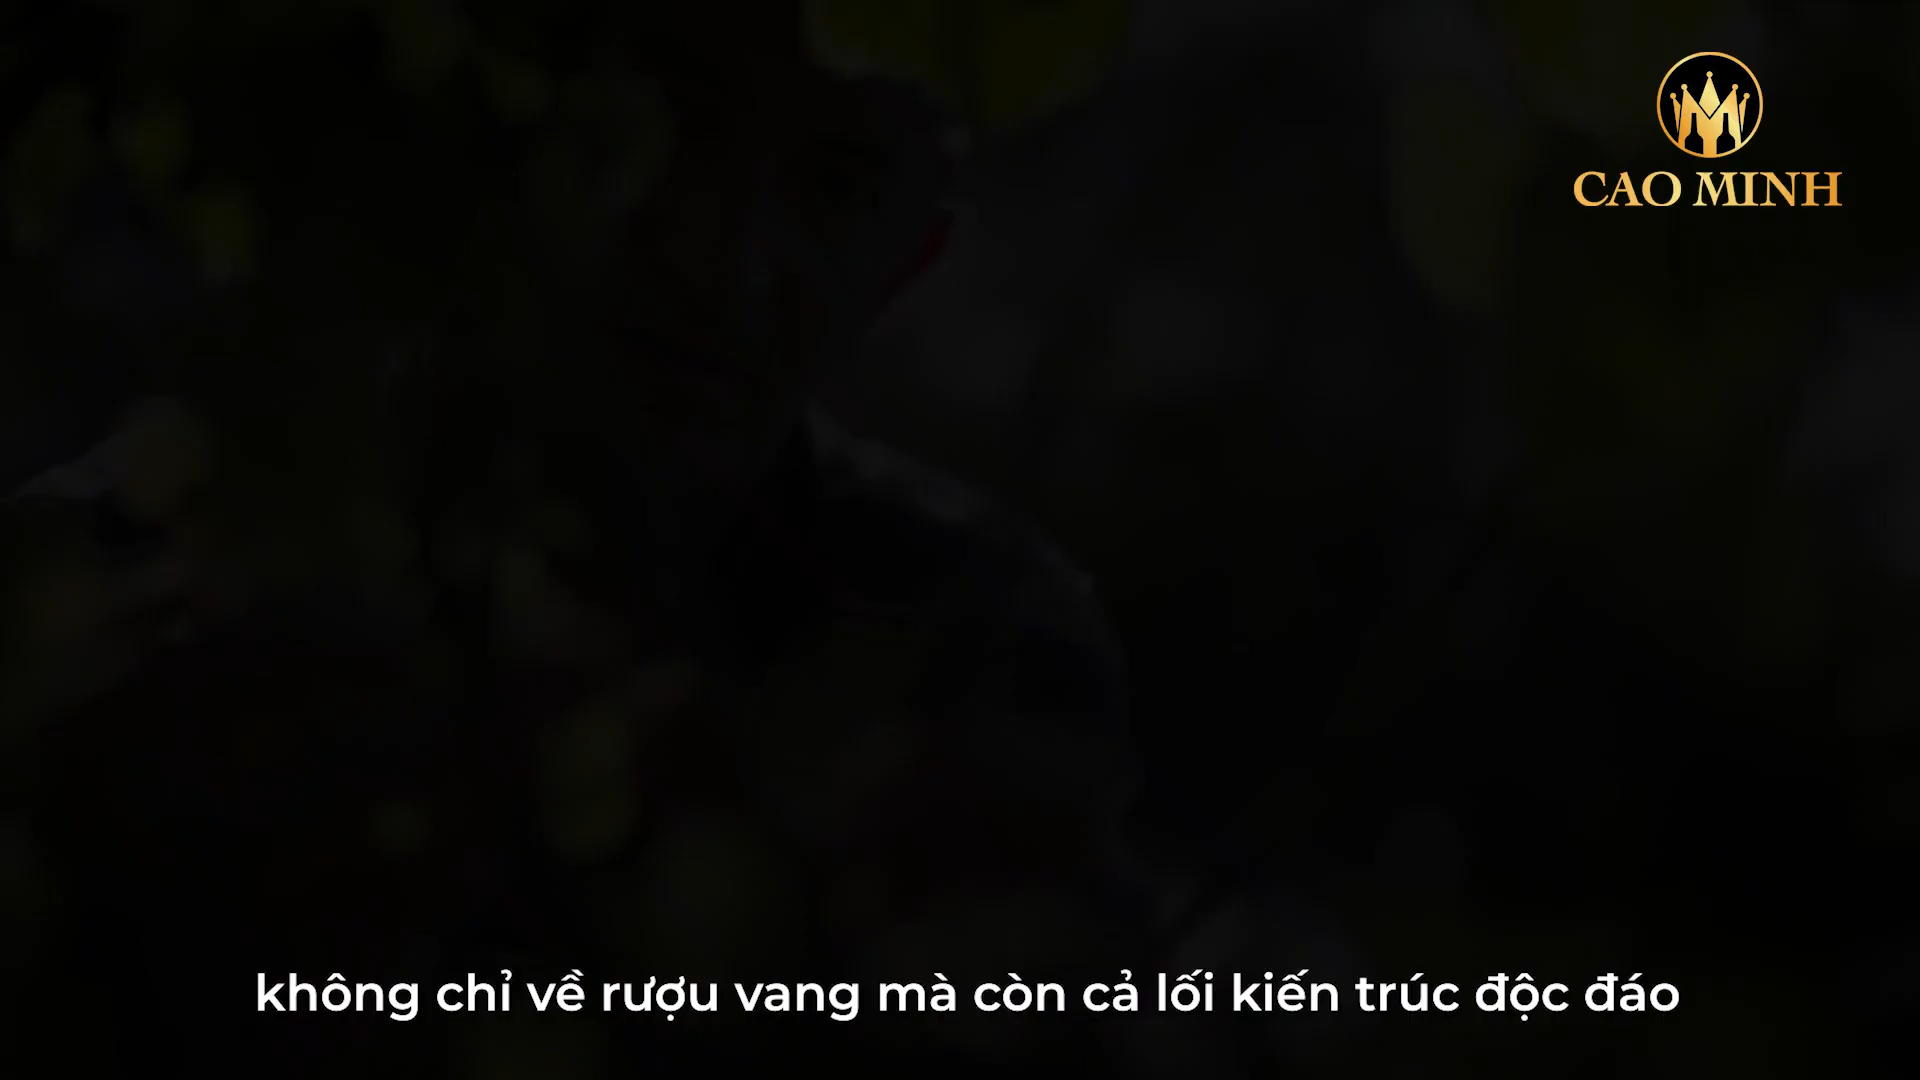 CAO MINH
không chỉ về rượu vang mà còn cả lối kiến trúc độc đáo